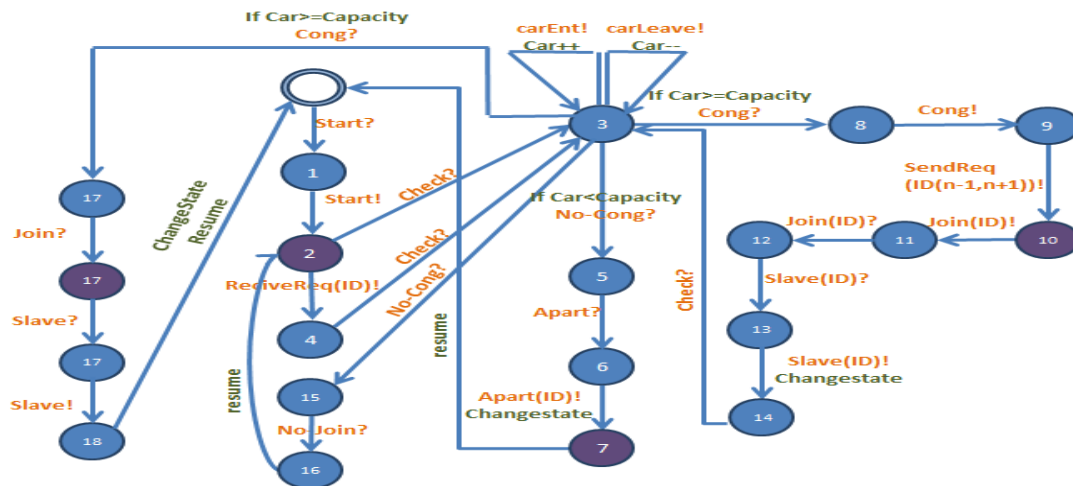 If Car>=Capacity
Cong?
carEnt!
Car++
carLeave!
Car--
If Car>=Capacity
Cong?
3
8
Cong!
9
Start?
1
17
Start!
Check?
SendReq
(ID(n-1,n+1))!
If Car<Capacity
No-Cong?
ChangeState
Resume
Join?
2
Join(ID)?
Join(ID)!
12
11
10
Check?
ReciveReq(ID)!
No-Cong?
5
Check?
Slave(ID)?
17
Slave?
4
Apart?
13
resume
resume
17
6
Slave(ID)!
Changestate
Slave!
15
Apart(ID)!
Changestate
14
No-Join?
18
16
7